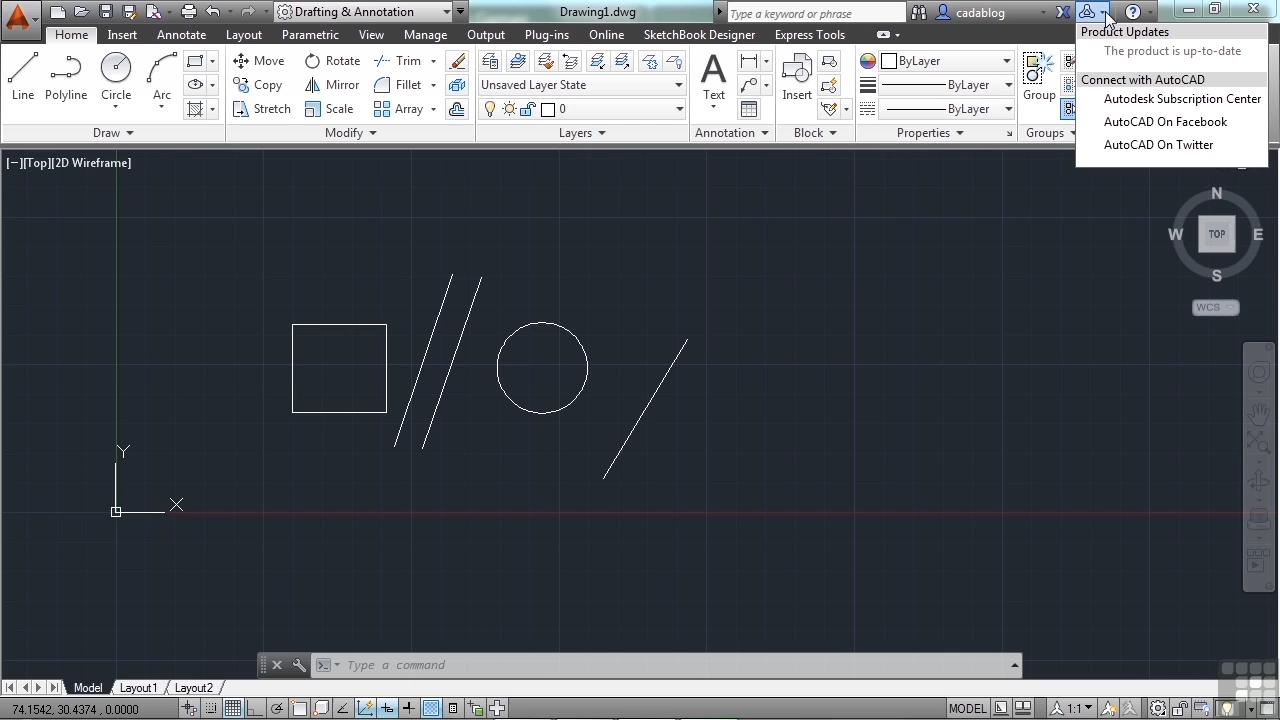 Drafting & Annotation
Drawing1.dwg
Type a keyword or phrase
cadablog
Home Insert Annotate Layout Parametric View Manage Output Plug-ins Online SketchBook Designer Express Tools
Product Updates
The product is up-to-date
Connect with AutoCAD
Autodesk Subscription Center
AutoCAD On Facebook
AutoCAD On Twitter
Line Polyline Circle Arc
Move Rotate Trim
Copy Mirror Fillet
Stretch Scale Array
Unsaved Layer State
0
Text
Insert
ByLayer
ByLayer
ByLayer
Group
Draw Modify Layers Annotation Block Properties Groups
[−][Top][2D Wireframe]
N
W TOP E
S
WCS
Y
X
Type a command
Model Layout1 Layout2
74.1542, 30.4374 , 0.0000
MODEL
1:1